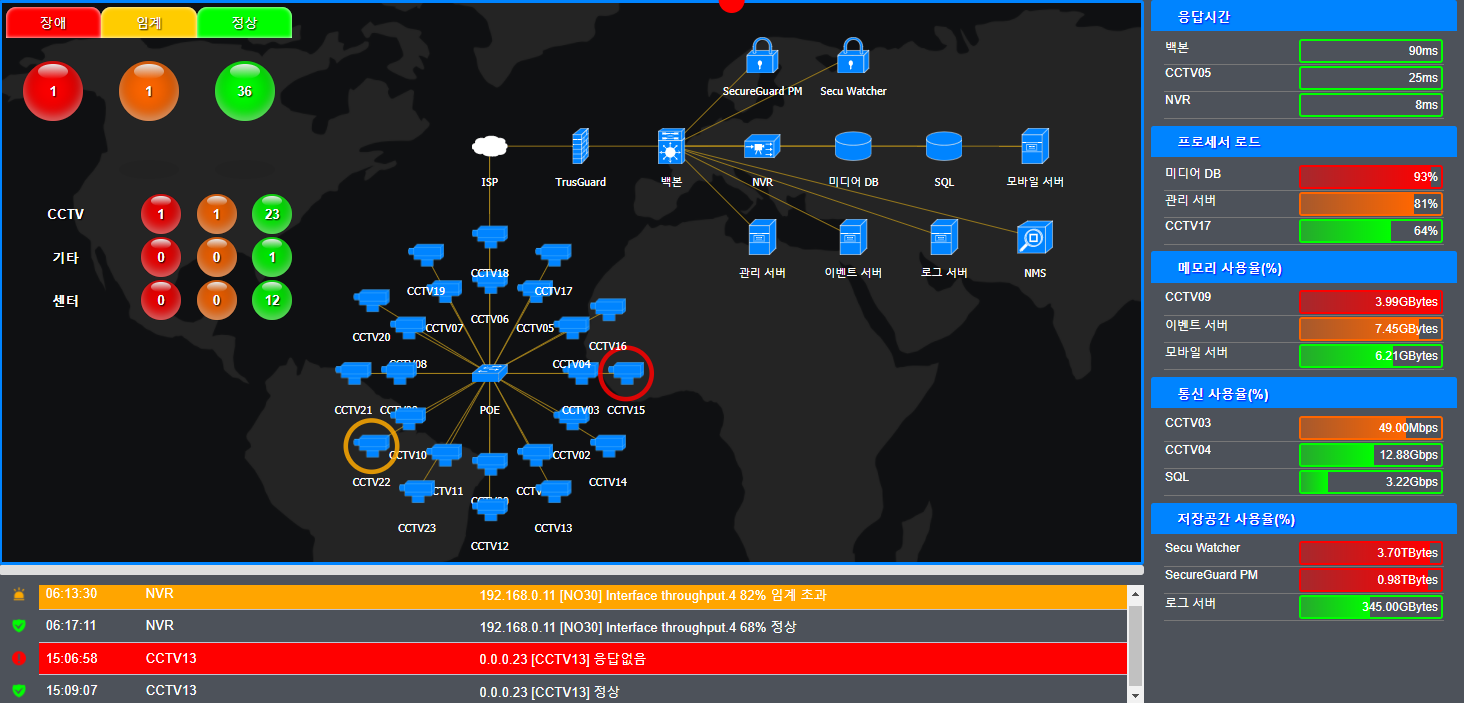 장애 임계 정상
1 1 36
CCTV 1 1 23
기타 0 0 1
센터 0 0 12
SecureGuard PM Secu Watcher
ISP TrusGuard 백본 NVR 미디어 DB SQL 모바일 서버
관리 서버 이벤트 서버 로그 서버 NMS
CCTV18
CCTV19 CCTV17
CCTV06
CCTV07 CCTV05
CCTV20
CCTV16
CCTV04
POE
CCTV21
CCTV03 CCTV15
CCTV10 CCTV02
CCTV22 CCTV14
CCTV23 CCTV13
CCTV12
응답시간
백본 90ms
CCTV05 25ms
NVR 8ms
프로세서 로드
미디어 DB 93%
관리 서버 81%
CCTV17 64%
메모리 사용율(%)
CCTV09 3.99GBytes
이벤트 서버 7.45GBytes
모바일 서버 6.21GBytes
통신 사용율(%)
CCTV03 49.00Mbps
CCTV04 12.88Gbps
SQL 3.22Gbps
저장공간 사용율(%)
Secu Watcher 3.70TBytes
SecureGuard PM 0.98TBytes
로그 서버 345.00GBytes
06:13:30 NVR 192.168.0.11 [NO30] Interface throughput.4 82% 임계 초과
06:17:11 NVR 192.168.0.11 [NO30] Interface throughput.4 68% 정상
15:06:58 CCTV13 0.0.0.23 [CCTV13] 응답없음
15:09:07 CCTV13 0.0.0.23 [CCTV13] 정상